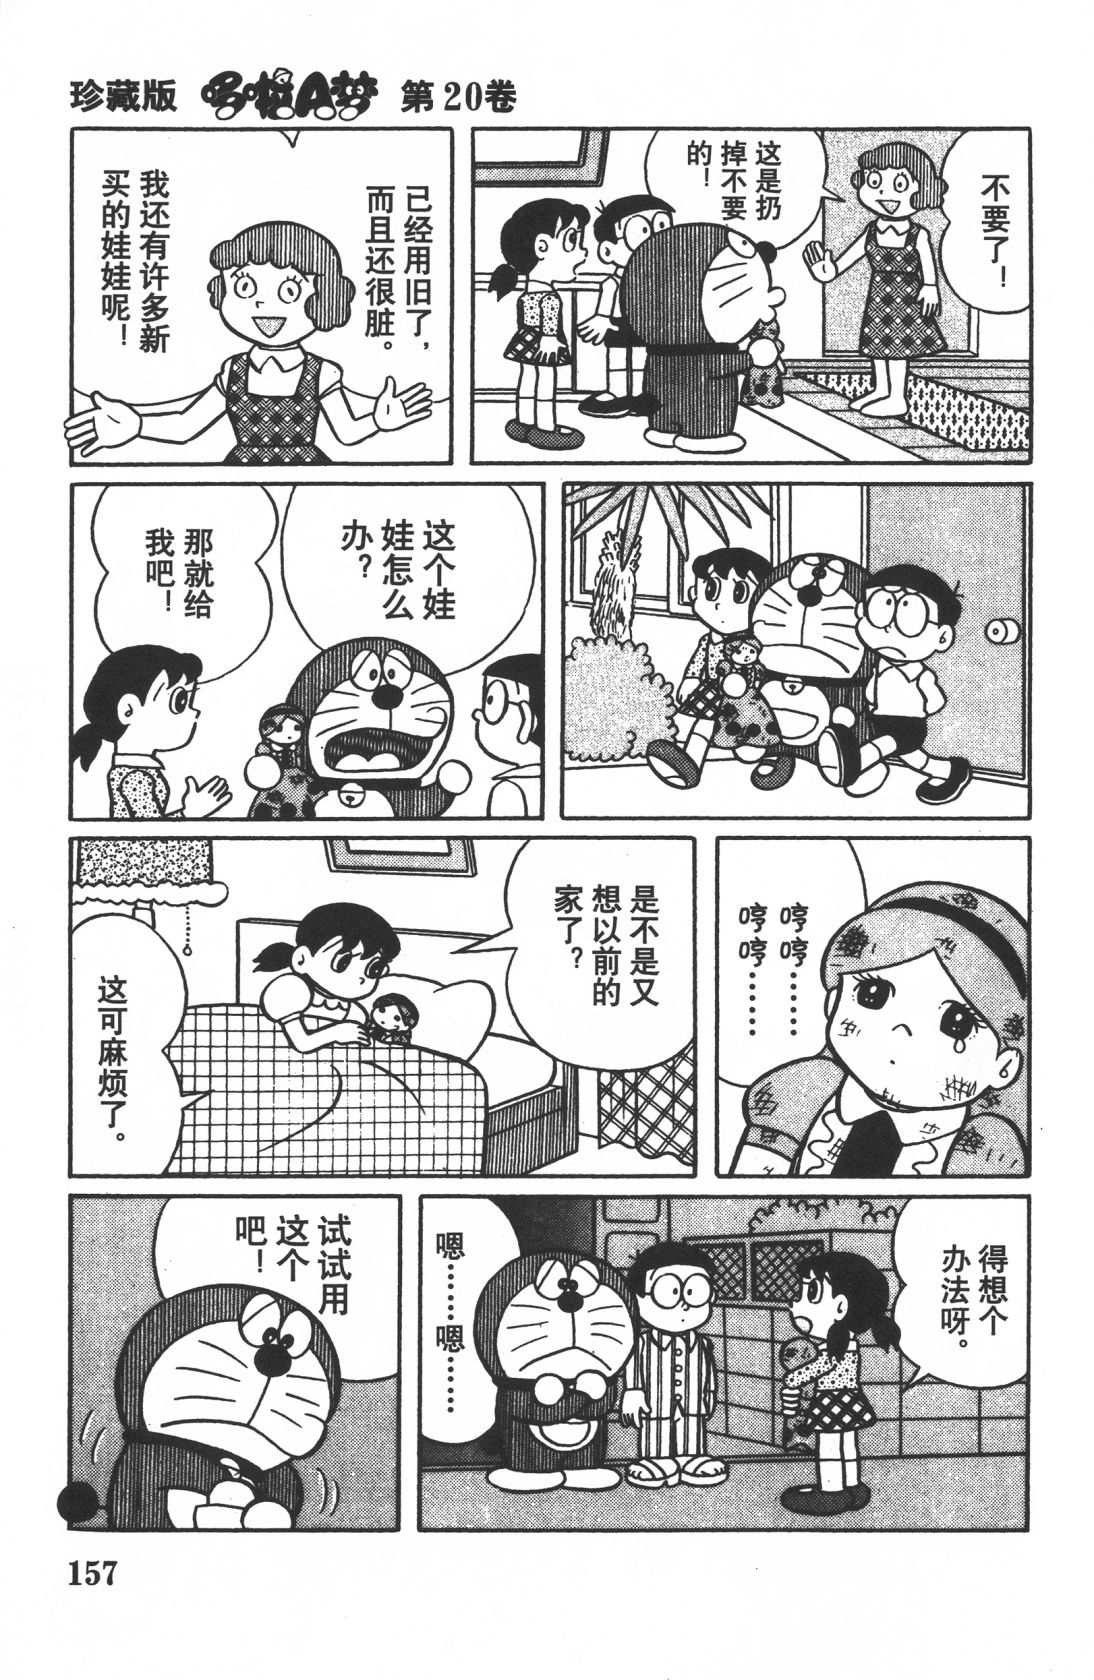 珍藏版 哆啦A梦 第20卷
不要了！
这是扔
掉不要
的！
已经用旧了，
而且还很脏。
我还有许多新
买的娃娃呢！
这个娃
娃怎么
办？
那就给
我吧！
哼哼……
哼哼……
是不是又
想以前的
家了？
这可麻烦了。
得想个
办法呀。
嗯……嗯……
试试用
这个
吧！
157